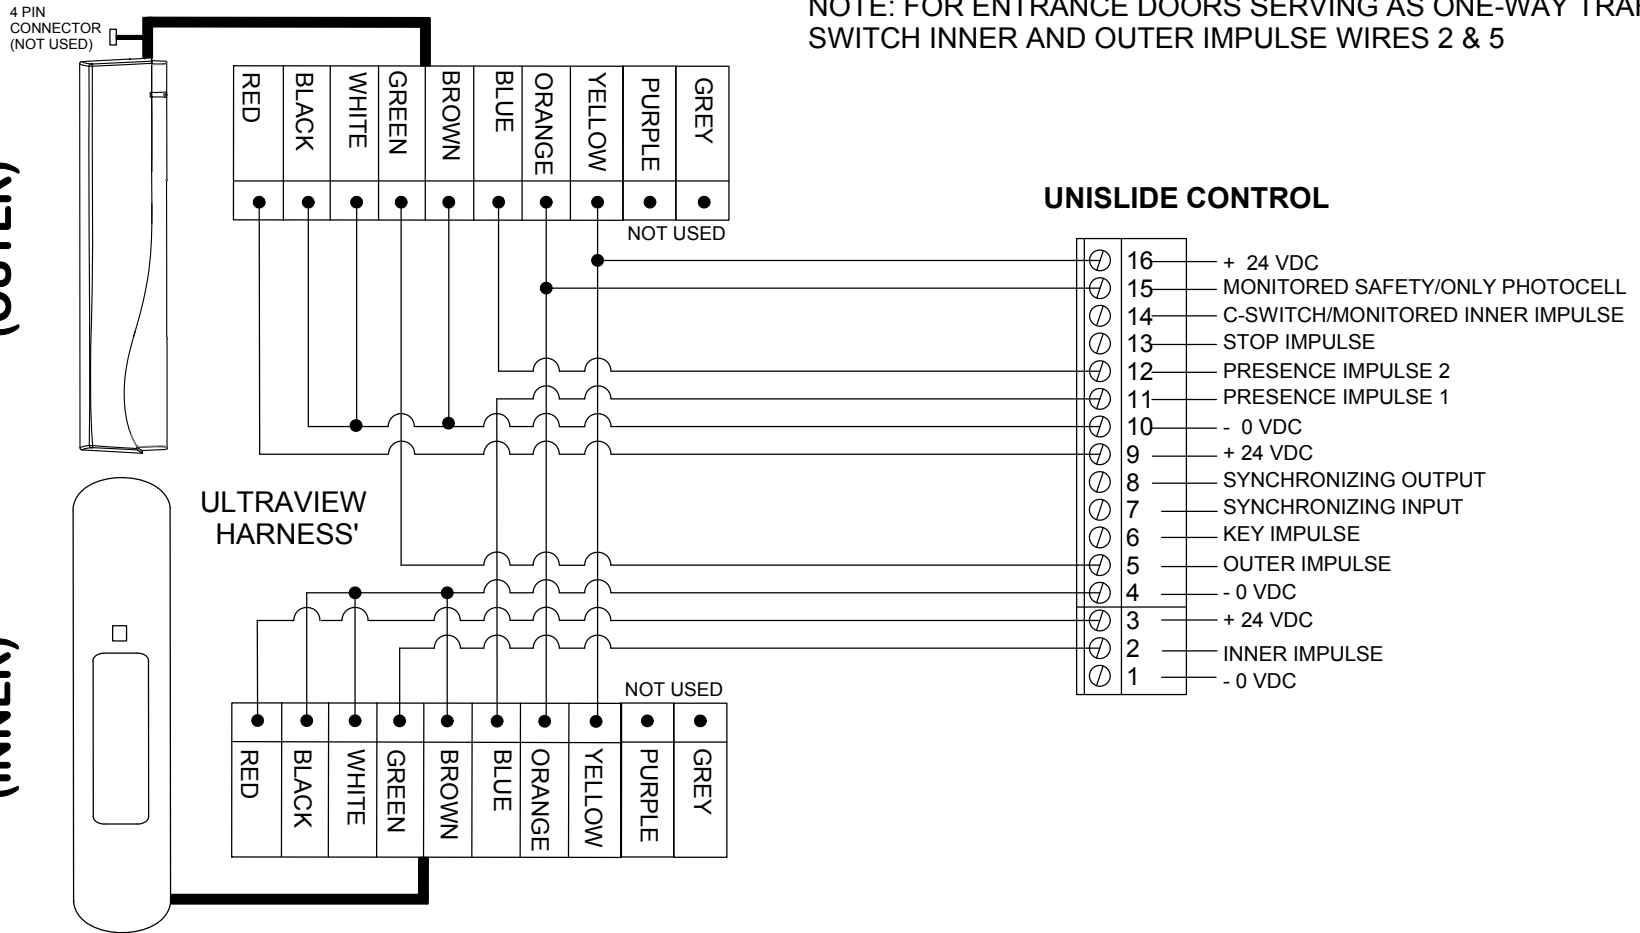 4 PIN
CONNECTOR
(NOT USED)
NOTE: FOR ENTRANCE DOORS SERVING AS ONE-WAY
SWITCH INNER AND OUTER IMPULSE WIRES 2 & 5
(OUTER)
RED
BLACK
WHITE
GREEN
BROWN
BLUE
ORANGE
YELLOW
PURPLE
GREY
NOT USED
UNISLIDE CONTROL
16 + 24 VDC
15 MONITORED SAFETY/ONLY PHOTOCELL
14 C-SWITCH/MONITORED INNER IMPULSE
13 STOP IMPULSE
12 PRESENCE IMPULSE 2
11 PRESENCE IMPULSE 1
10 - 0 VDC
9 + 24 VDC
8 SYNCHRONIZING OUTPUT
7 SYNCHRONIZING INPUT
6 KEY IMPULSE
5 OUTER IMPULSE
4 - 0 VDC
3 + 24 VDC
2 INNER IMPULSE
1 - 0 VDC
ULTRAVIEW
HARNESS'
(INNER)
NOT USED
RED
BLACK
WHITE
GREEN
BROWN
BLUE
ORANGE
YELLOW
PURPLE
GREY